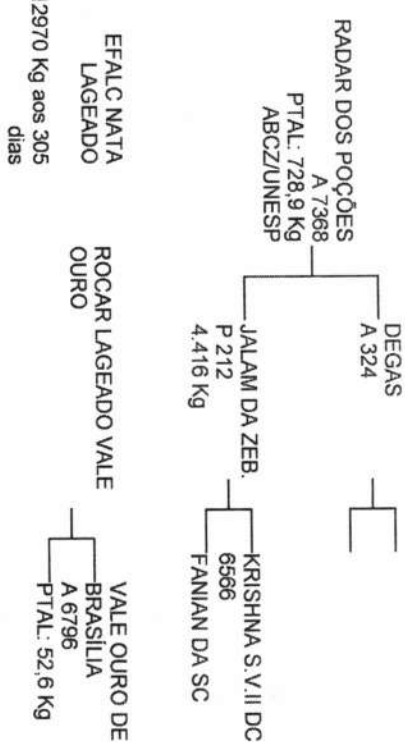 RADAR DOS POÇÕES
A 7368
PTAL: 728,9 Kg
ABCZ/UNESP
DEGAS
A 324
JALAM DA ZEB.
P 212
4.416 Kg
KRISHNA S.V.II DC
6566
FANIAN DA SC
EFALC NATA
LAGEADO
12970 Kg aos 305
dias
ROCAR LAGEADO VALE
OURO
VALE OURO DE
BRASÍLIA
A 6796
PTAL: 52,6 Kg